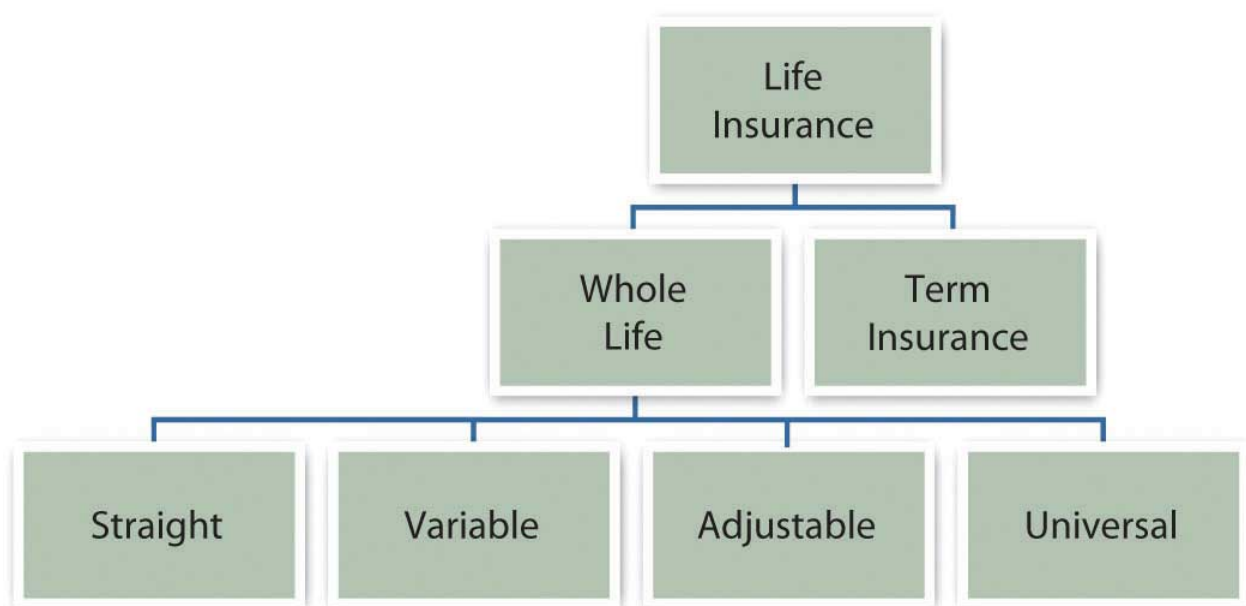 Life
Insurance
Whole
Life
Term
Insurance
Straight
Variable
Adjustable
Universal